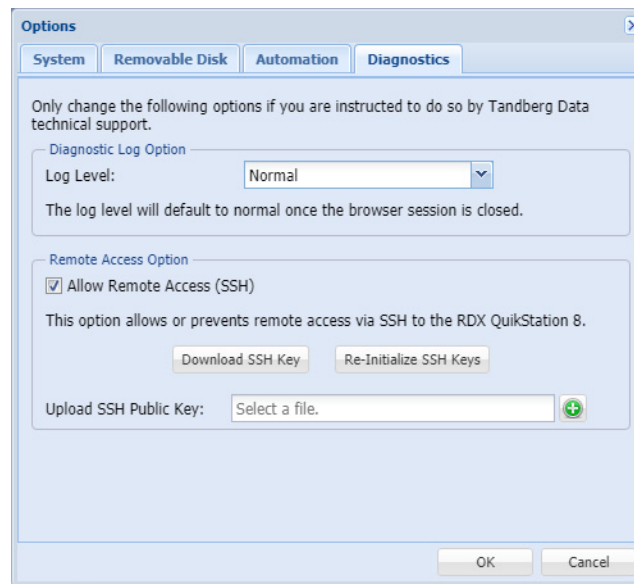 Options
System Removable Disk Automation Diagnostics
Only change the following options if you are instructed to do so by Tandberg Data
technical support.
Diagnostic Log Option
Log Level: Normal
The log level will default to normal once the browser session is closed.
Remote Access Option
Allow Remote Access (SSH)
This option allows or prevents remote access via SSH to the RDX QuikStation 8.
Download SSH Key Re-Initialize SSH Keys
Upload SSH Public Key: Select a file.
OK Cancel